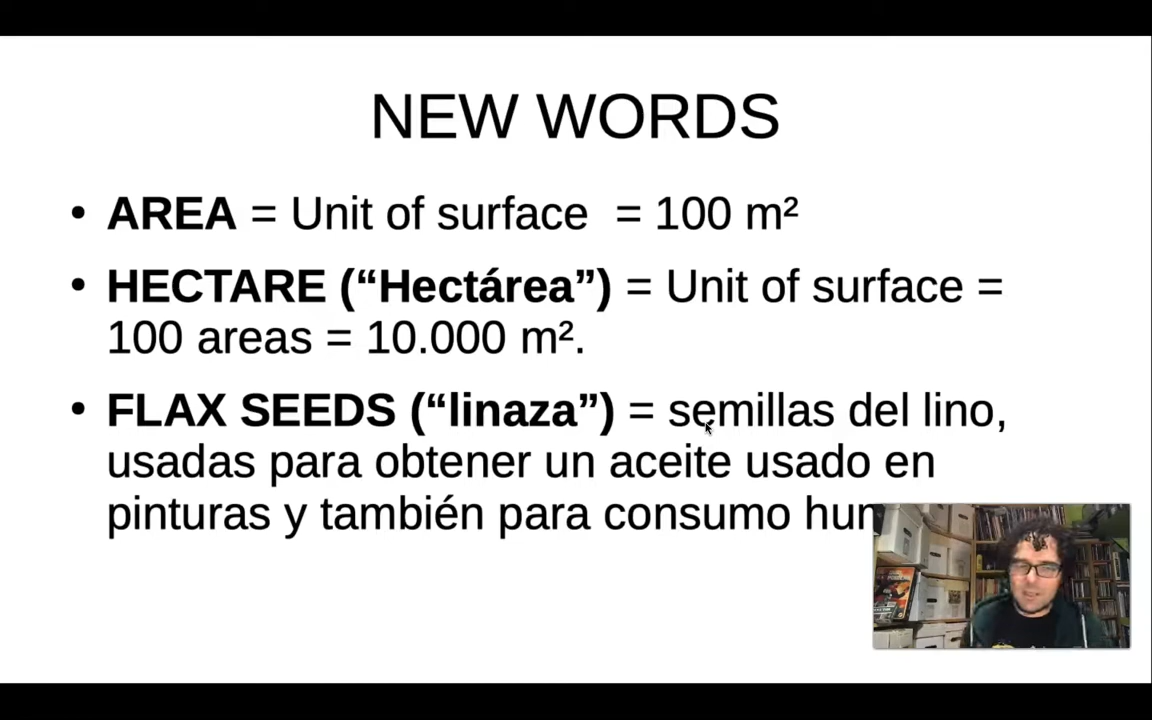 NEW WORDS
• AREA = Unit of surface  = 100 m²
• HECTARE (“Hectárea”) = Unit of surface =
100 areas = 10.000 m².
• FLAX SEEDS (“linaza”) = semillas del lino,
usadas para obtener un aceite usado en
pinturas y también para consumo